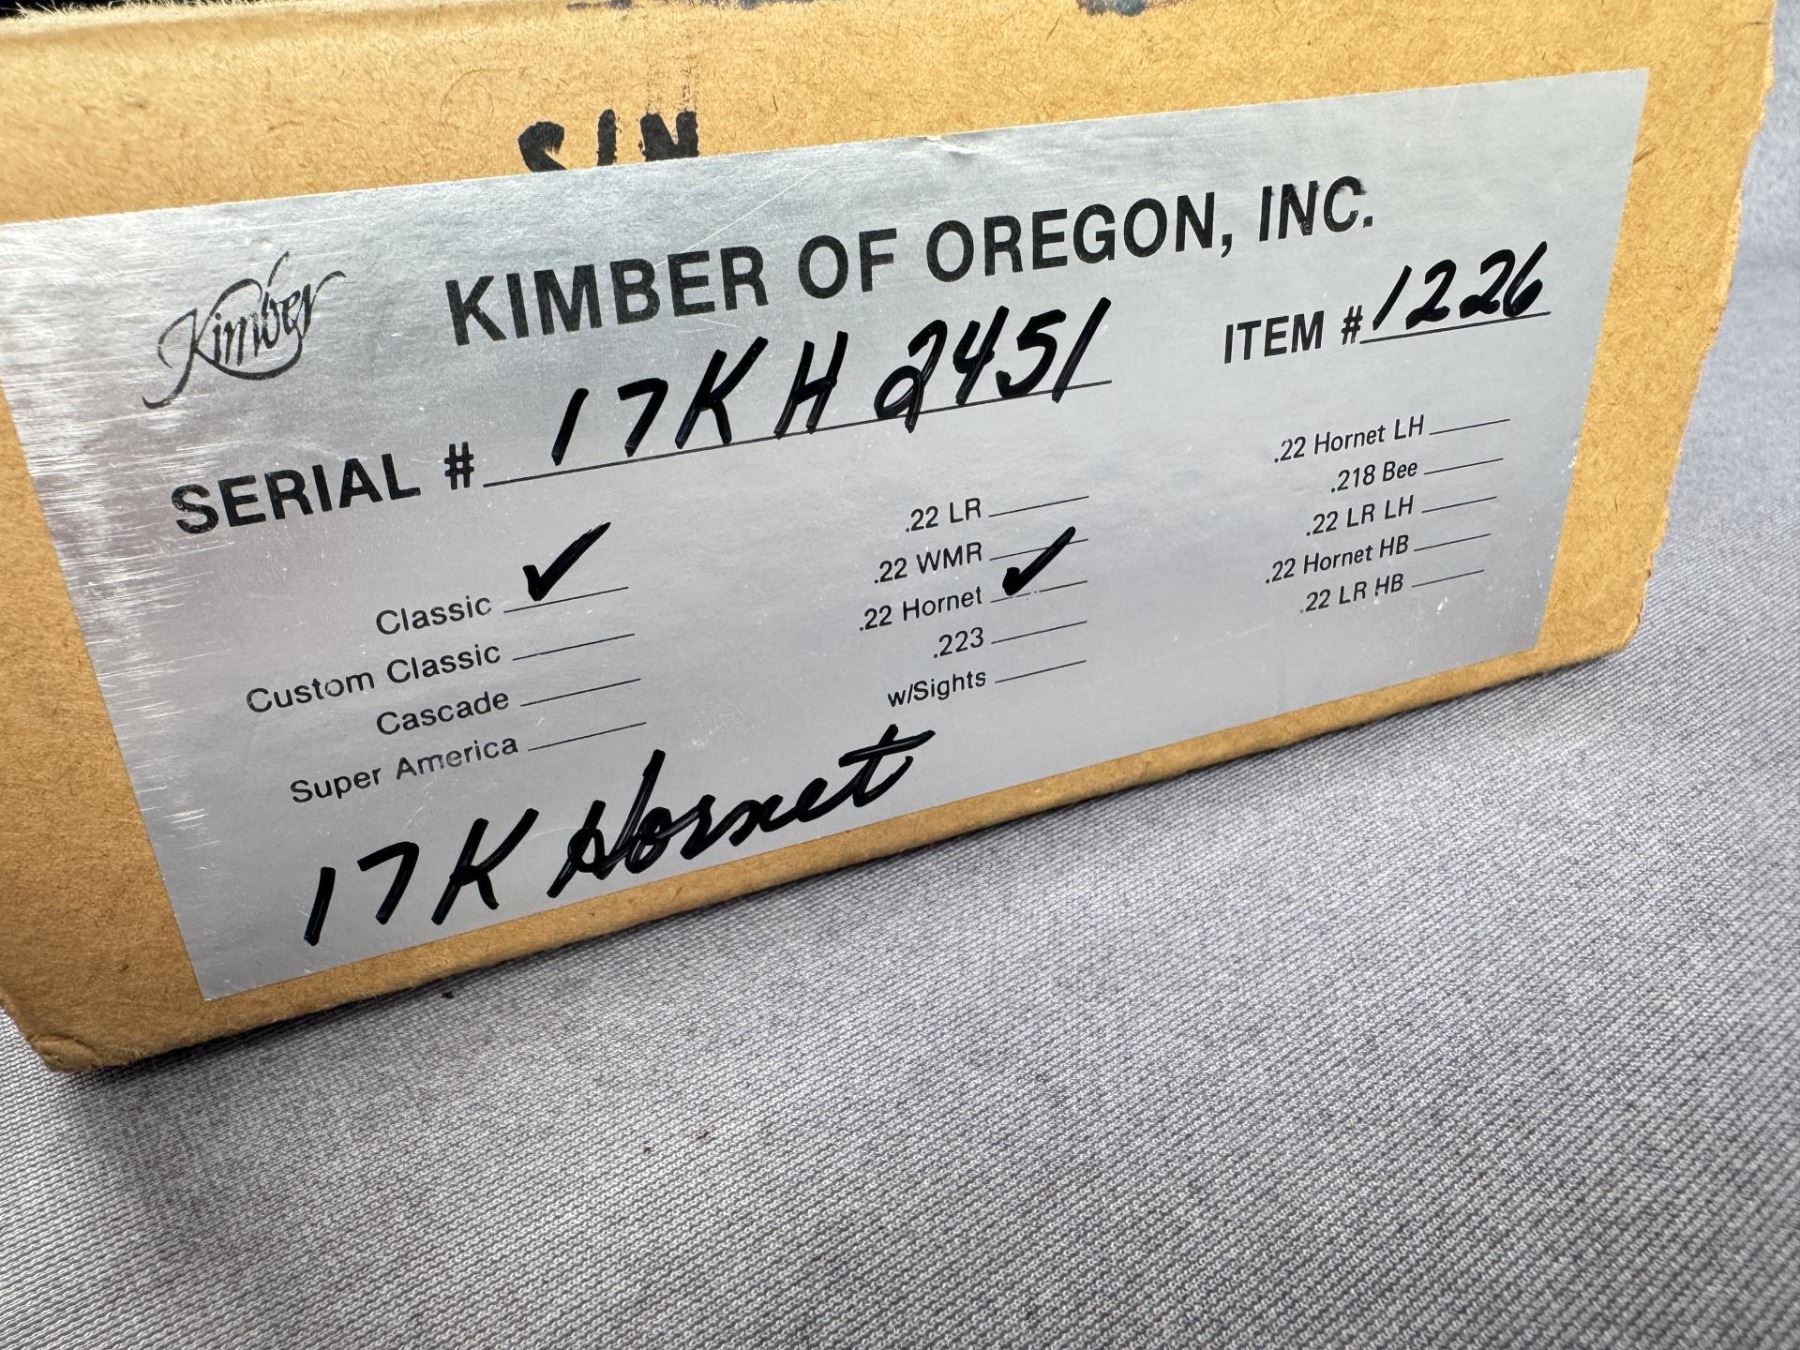 S/N
Kimber
KIMBER OF OREGON, INC.
SERIAL # 17KH2451
ITEM # 1226
Classic ✓
Custom Classic
Cascade
Super America
.22 LR
.22 WMR
.22 Hornet ✓
.223
w/Sights
.22 Hornet LH
.218 Bee
.22 LR LH
.22 Hornet HB
.22 LR HB
17K Hornet